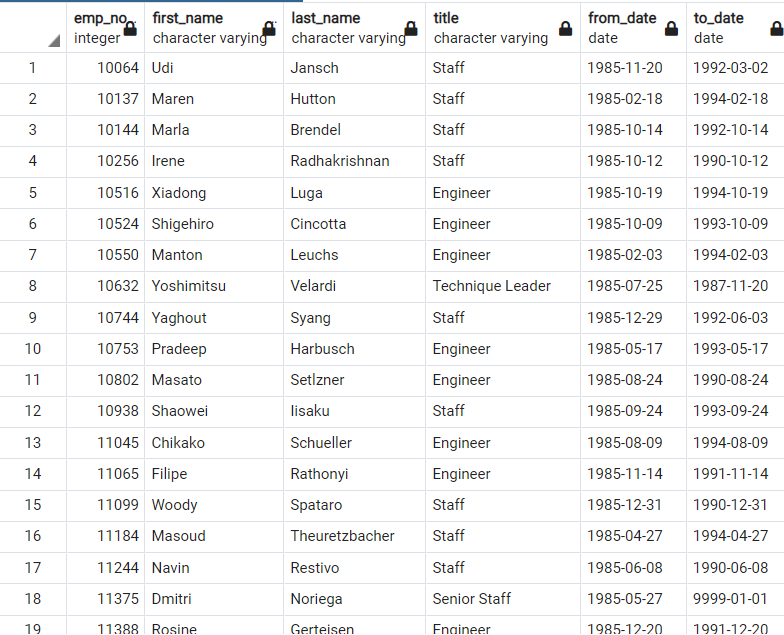 emp_no first_name last_name title from_date to_date
integer character varying character varying character varying date date
1 10064 Udi Jansch Staff 1985-11-20 1992-03-02
2 10137 Maren Hutton Staff 1985-02-18 1994-02-18
3 10144 Marla Brendel Staff 1985-10-14 1992-10-14
4 10256 Irene Radhakrishnan Staff 1985-10-12 1990-10-12
5 10516 Xiadong Luga Engineer 1985-10-19 1994-10-19
6 10524 Shigehiro Cincotta Engineer 1985-10-09 1993-10-09
7 10550 Manton Leuchs Engineer 1985-02-03 1994-02-03
8 10632 Yoshimitsu Velardi Technique Leader 1985-07-25 1987-11-20
9 10744 Yaghout Syang Staff 1985-12-29 1992-06-03
10 10753 Pradeep Harbusch Engineer 1985-05-17 1993-05-17
11 10802 Masato Setlzner Engineer 1985-08-24 1990-08-24
12 10938 Shaowei Iisaku Staff 1985-09-24 1993-09-24
13 11045 Chikako Schueller Engineer 1985-08-09 1994-08-09
14 11065 Filipe Rathonyi Engineer 1985-11-14 1991-11-14
15 11099 Woody Spataro Staff 1985-12-31 1990-12-31
16 11184 Masoud Theuretzbacher Staff 1985-04-27 1994-04-27
17 11244 Navin Restivo Staff 1985-06-08 1990-06-08
18 11375 Dmitri Noriega Senior Staff 1985-05-27 9999-01-01
19 11388 Rosine Gerteisen Engineer 1985-12-20 1991-12-20